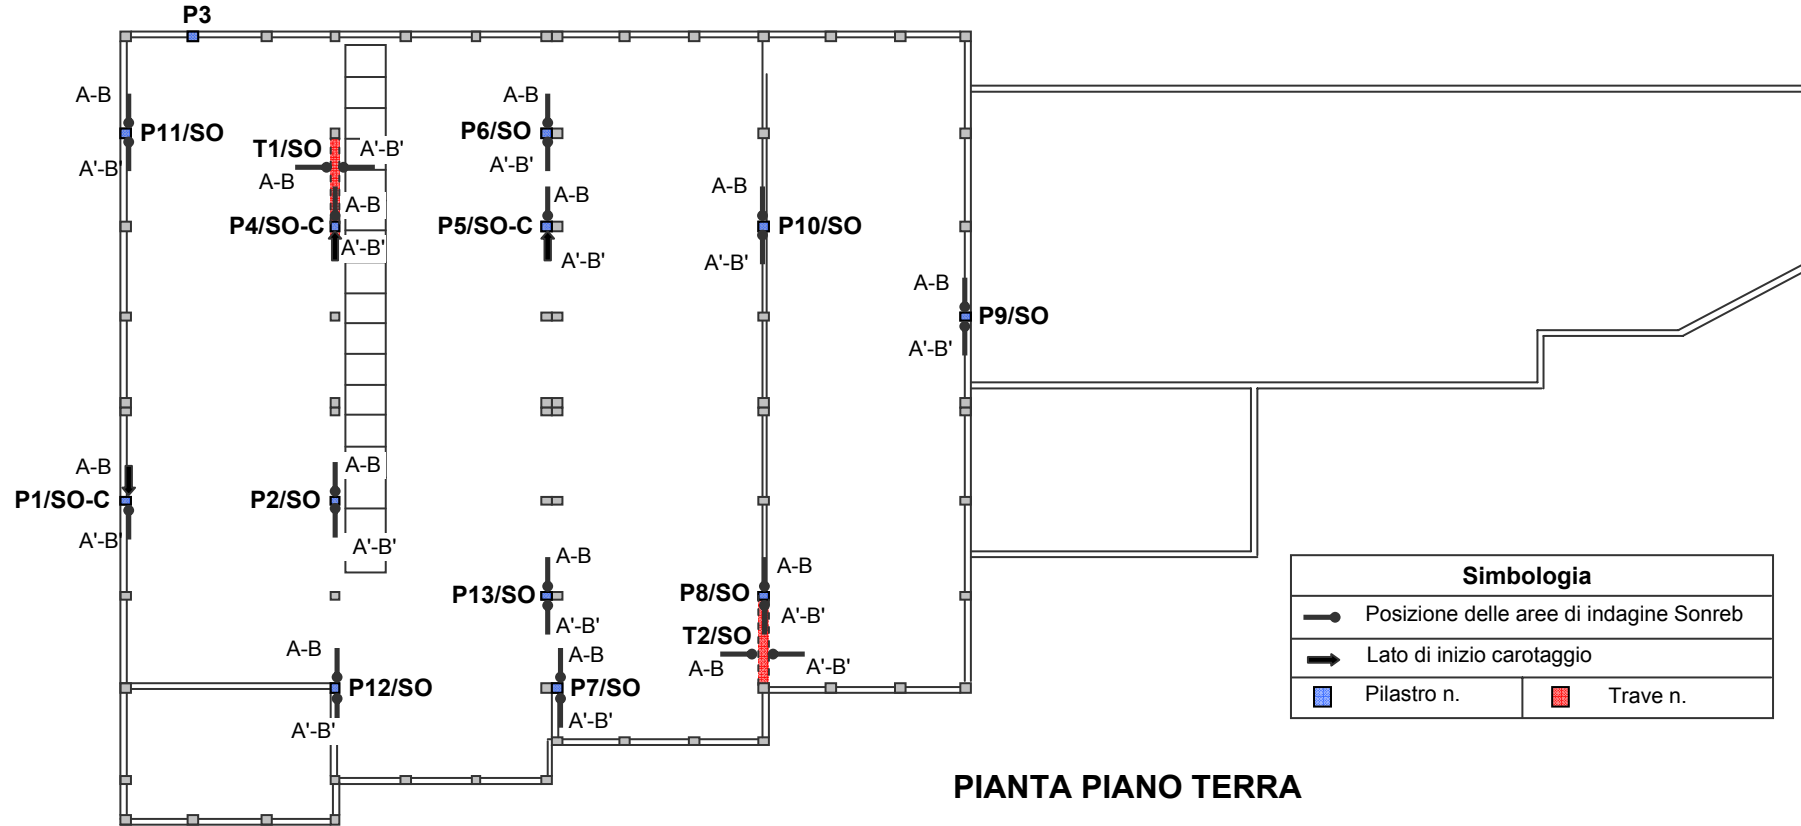 P3
A-B
P11/SO
A'-B'
T1/SO
A'-B'
A-B
A-B
P4/SO-C
A'-B'
A-B
P6/SO
A'-B'
A-B
P5/SO-C
A'-B'
A-B
P10/SO
A'-B'
A-B
P9/SO
A'-B'
A-B
P1/SO-C
A'-B'
A-B
P2/SO
A'-B'
A-B
P13/SO
A'-B'
A-B
P8/SO
A'-B'
T2/SO
A-B
A'-B'
A-B
P12/SO
A'-B'
A-B
P7/SO
A'-B'
Simbologia
Posizione delle aree di indagine Sonreb
Lato di inizio carotaggio
Pilastro n.
Trave n.
PIANTA PIANO TERRA